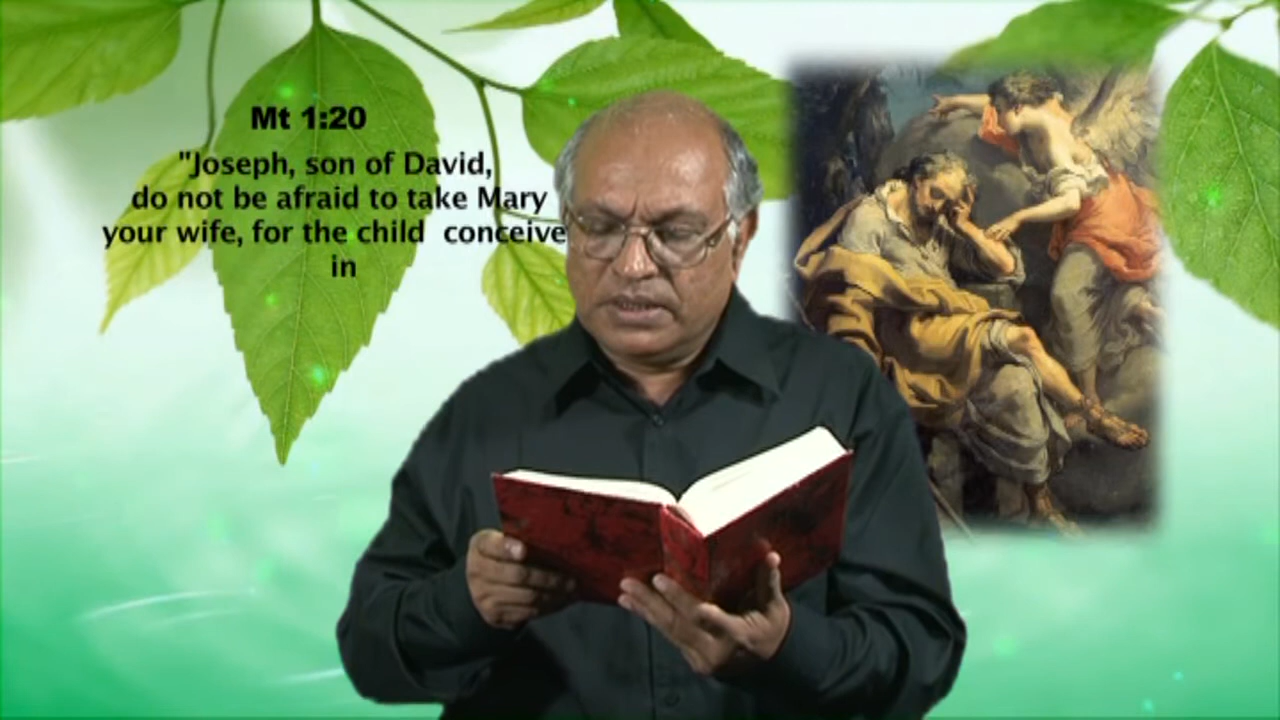 Mt 1:20
"Joseph, son of David,
do not be afraid to take Mary
your wife, for the child  conceive
in